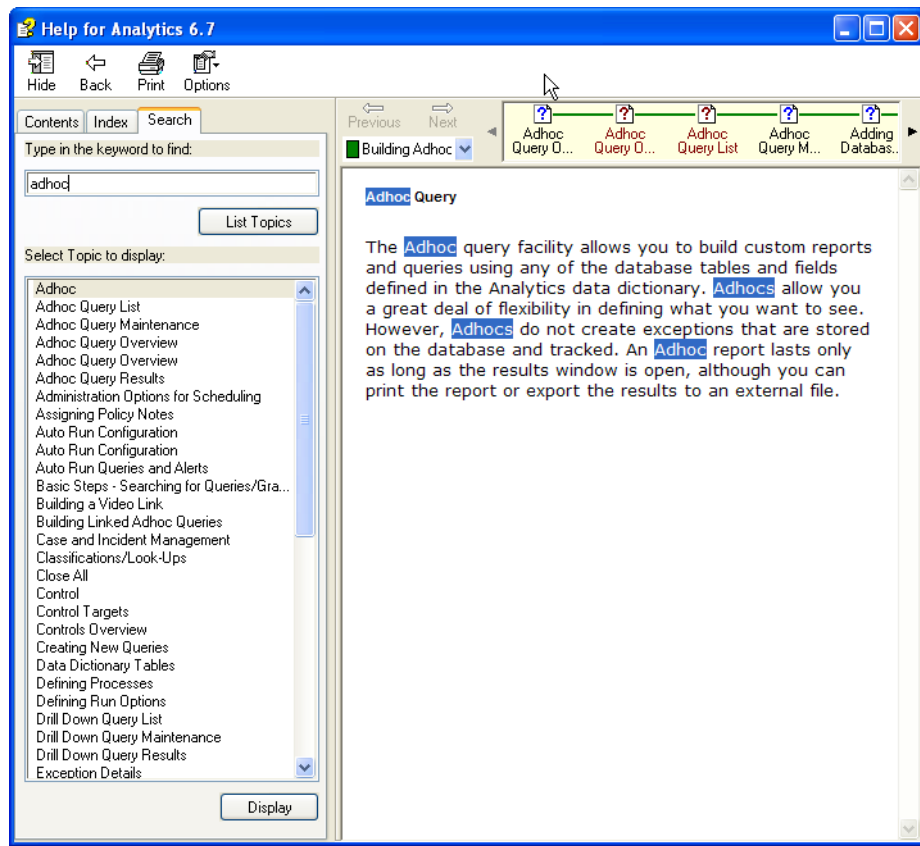 Help for Analytics 6.7
Hide Back Print Options
Contents Index Search
Type in the keyword to find:
adhoc
List Topics
Select Topic to display:
Adhoc
Adhoc Query List
Adhoc Query Maintenance
Adhoc Query Overview
Adhoc Query Overview
Adhoc Query Results
Administration Options for Scheduling
Assigning Policy Notes
Auto Run Configuration
Auto Run Configuration
Auto Run Queries and Alerts
Basic Steps - Searching for Queries/Gra...
Building a Video Link
Building Linked Adhoc Queries
Case and Incident Management
Classifications/Look-Ups
Close All
Control
Control Targets
Controls Overview
Creating New Queries
Data Dictionary Tables
Defining Processes
Defining Run Options
Drill Down Query List
Drill Down Query Maintenance
Drill Down Query Results
Exception Details
Display
Previous Next
Building Adhoc
Adhoc
Query O...
Adhoc
Query O...
Adhoc
Query List
Adhoc
Query M...
Adding
Databas..
Adhoc Query
The Adhoc query facility allows you to build custom reports
and queries using any of the database tables and fields
defined in the Analytics data dictionary. Adhocs allow you
a great deal of flexibility in defining what you want to see.
However, Adhocs do not create exceptions that are stored
on the database and tracked. An Adhoc report lasts only
as long as the results window is open, although you can
print the report or export the results to an external file.